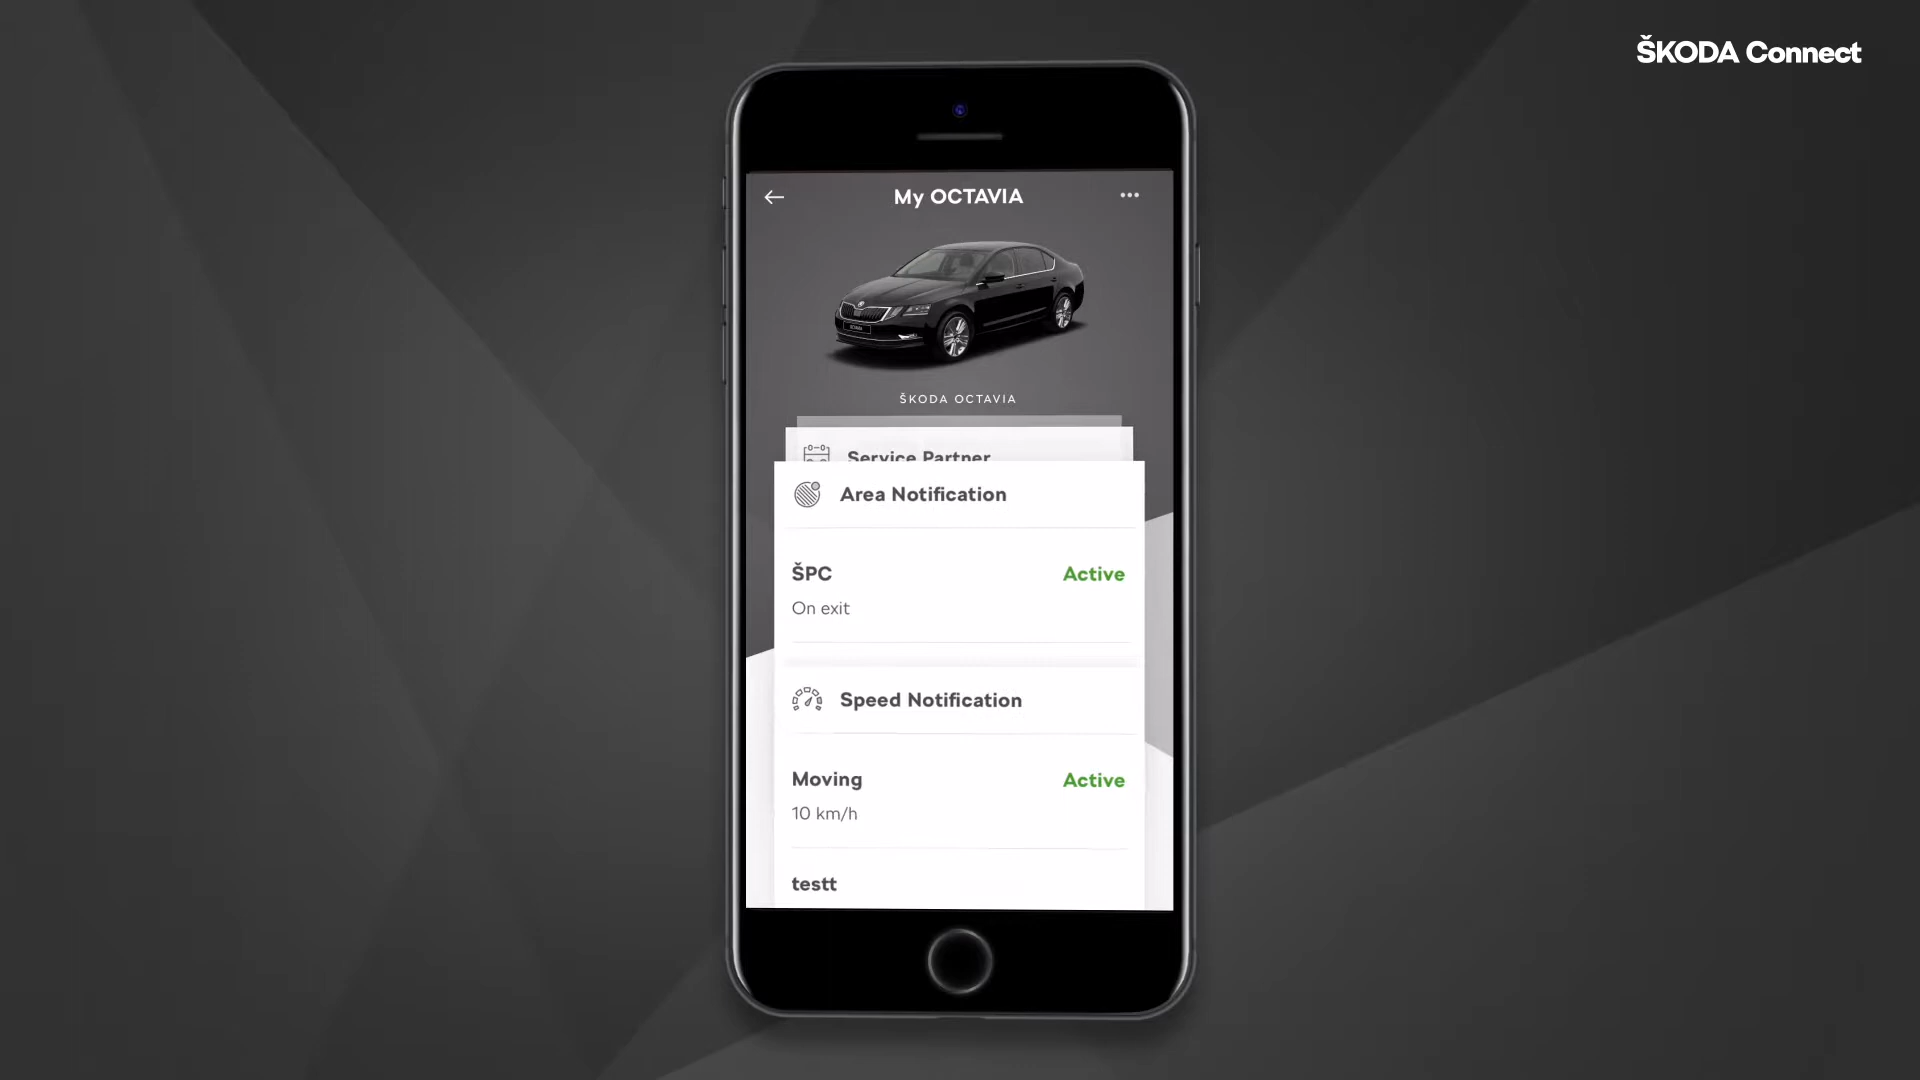 ŠKODA Connect
My OCTAVIA
ŠKODA OCTAVIA
Service Partner
Area Notification
ŠPC
Active
On exit
Speed Notification
Moving
Active
10 km/h
testt